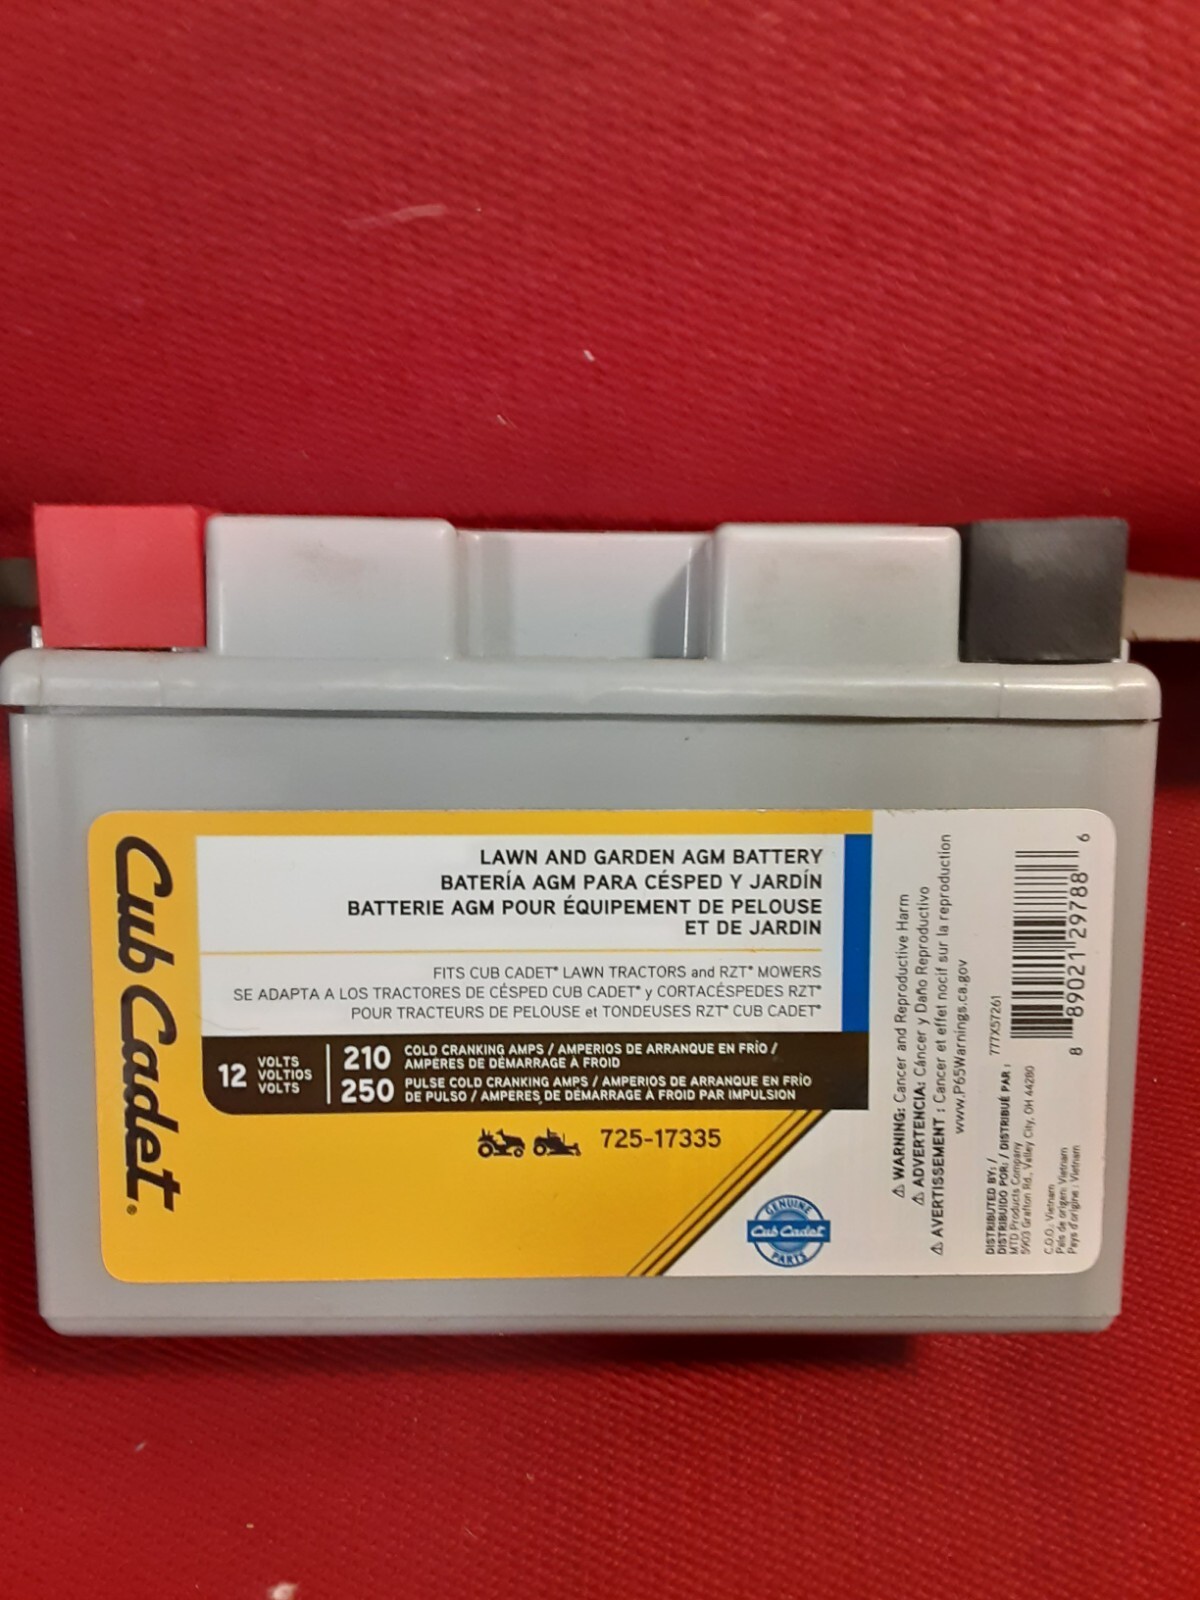 Cub Cadet®
LAWN AND GARDEN AGM BATTERY
BATERÍA AGM PARA CÉSPED Y JARDÍN
BATTERIE AGM POUR ÉQUIPEMENT DE PELOUSE
ET DE JARDIN
FITS CUB CADET® LAWN TRACTORS and RZT® MOWERS
SE ADAPTA A LOS TRACTORES DE CÉSPED CUB CADET® y CORTACÉSPEDES RZT®
POUR TRACTEURS DE PELOUSE et TONDEUSES RZT® CUB CADET®
12 VOLTS
VOLTIOS
VOLTS
210 COLD CRANKING AMPS / AMPERIOS DE ARRANQUE EN FRÍO /
AMPÈRES DE DÉMARRAGE À FROID
250 PULSE COLD CRANKING AMPS / AMPERIOS DE ARRANQUE EN FRÍO
DE PULSO / AMPÈRES DE DÉMARRAGE À FROID PAR IMPULSION
725-17335
GENUINE
Cub Cadet
PARTS
⚠ WARNING: Cancer and Reproductive Harm
⚠ ADVERTENCIA: Cáncer y Daño Reproductivo
⚠ AVERTISSEMENT : Cancer et effet nocif sur la reproduction
www.P65Warnings.ca.gov
DISTRIBUTED BY: /
DISTRIBUIDO POR: / DISTRIBUÉ PAR :
MTD Products Company
5903 Grafton Rd., Valley City, OH 44280
C.O.O.: Vietnam
País de origen: Vietnam
Pays d'origine : Vietnam
777X57261
8 89021 29788 6